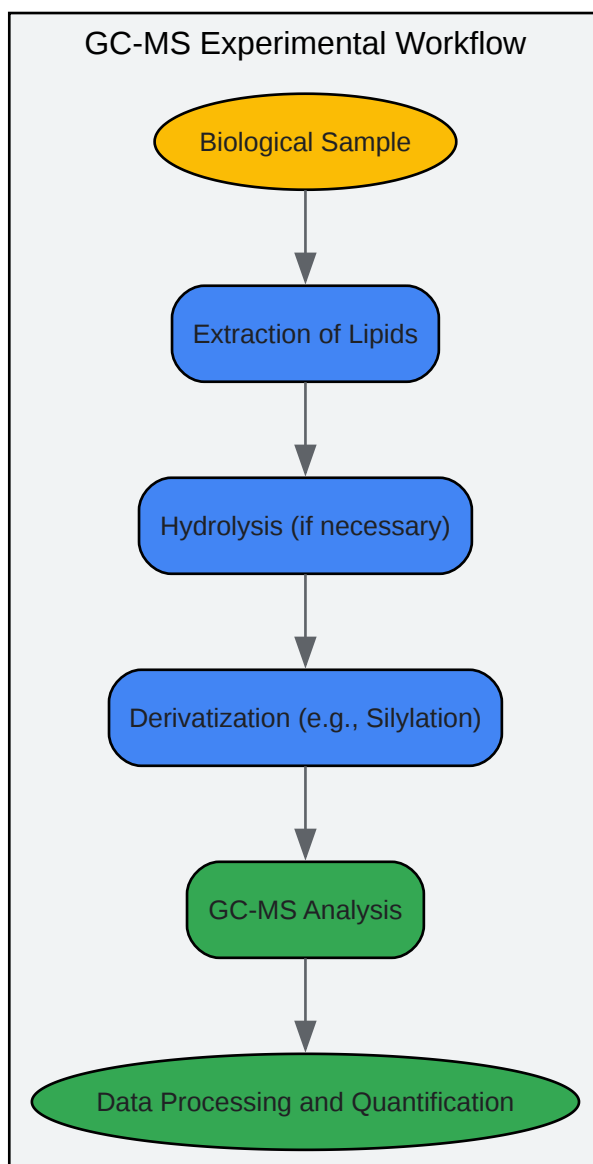 GC-MS Experimental Workflow
Biological Sample
Extraction of Lipids
Hydrolysis (if necessary)
Derivatization (e.g., Silylation)
GC-MS Analysis
Data Processing and Quantification